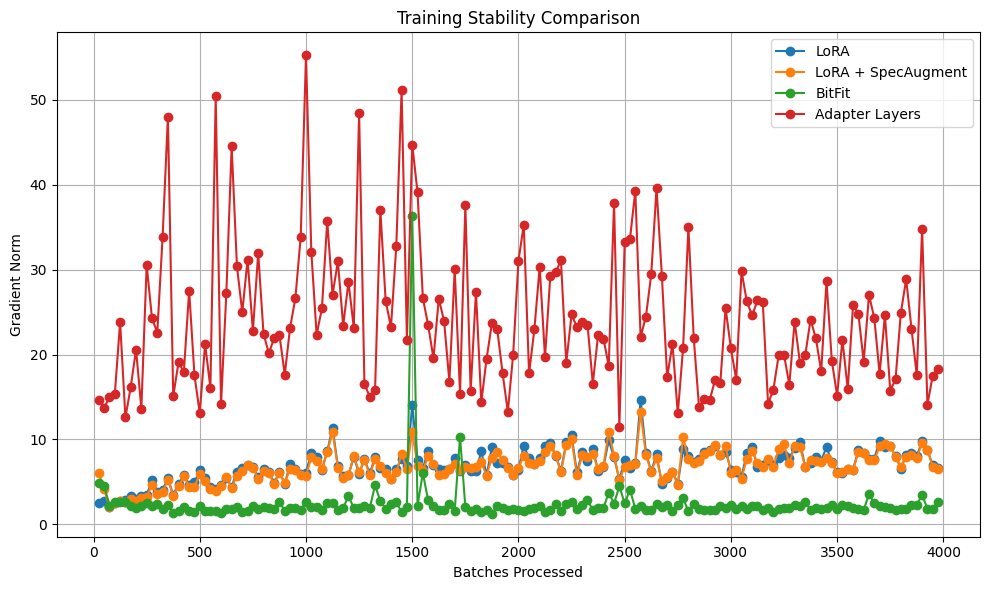 Training Stability Comparison
LoRA
LoRA + SpecAugment
BitFit
Adapter Layers
Gradient Norm
50
40
30
20
10
0
0 500 1000 1500 2000 2500 3000 3500 4000
Batches Processed